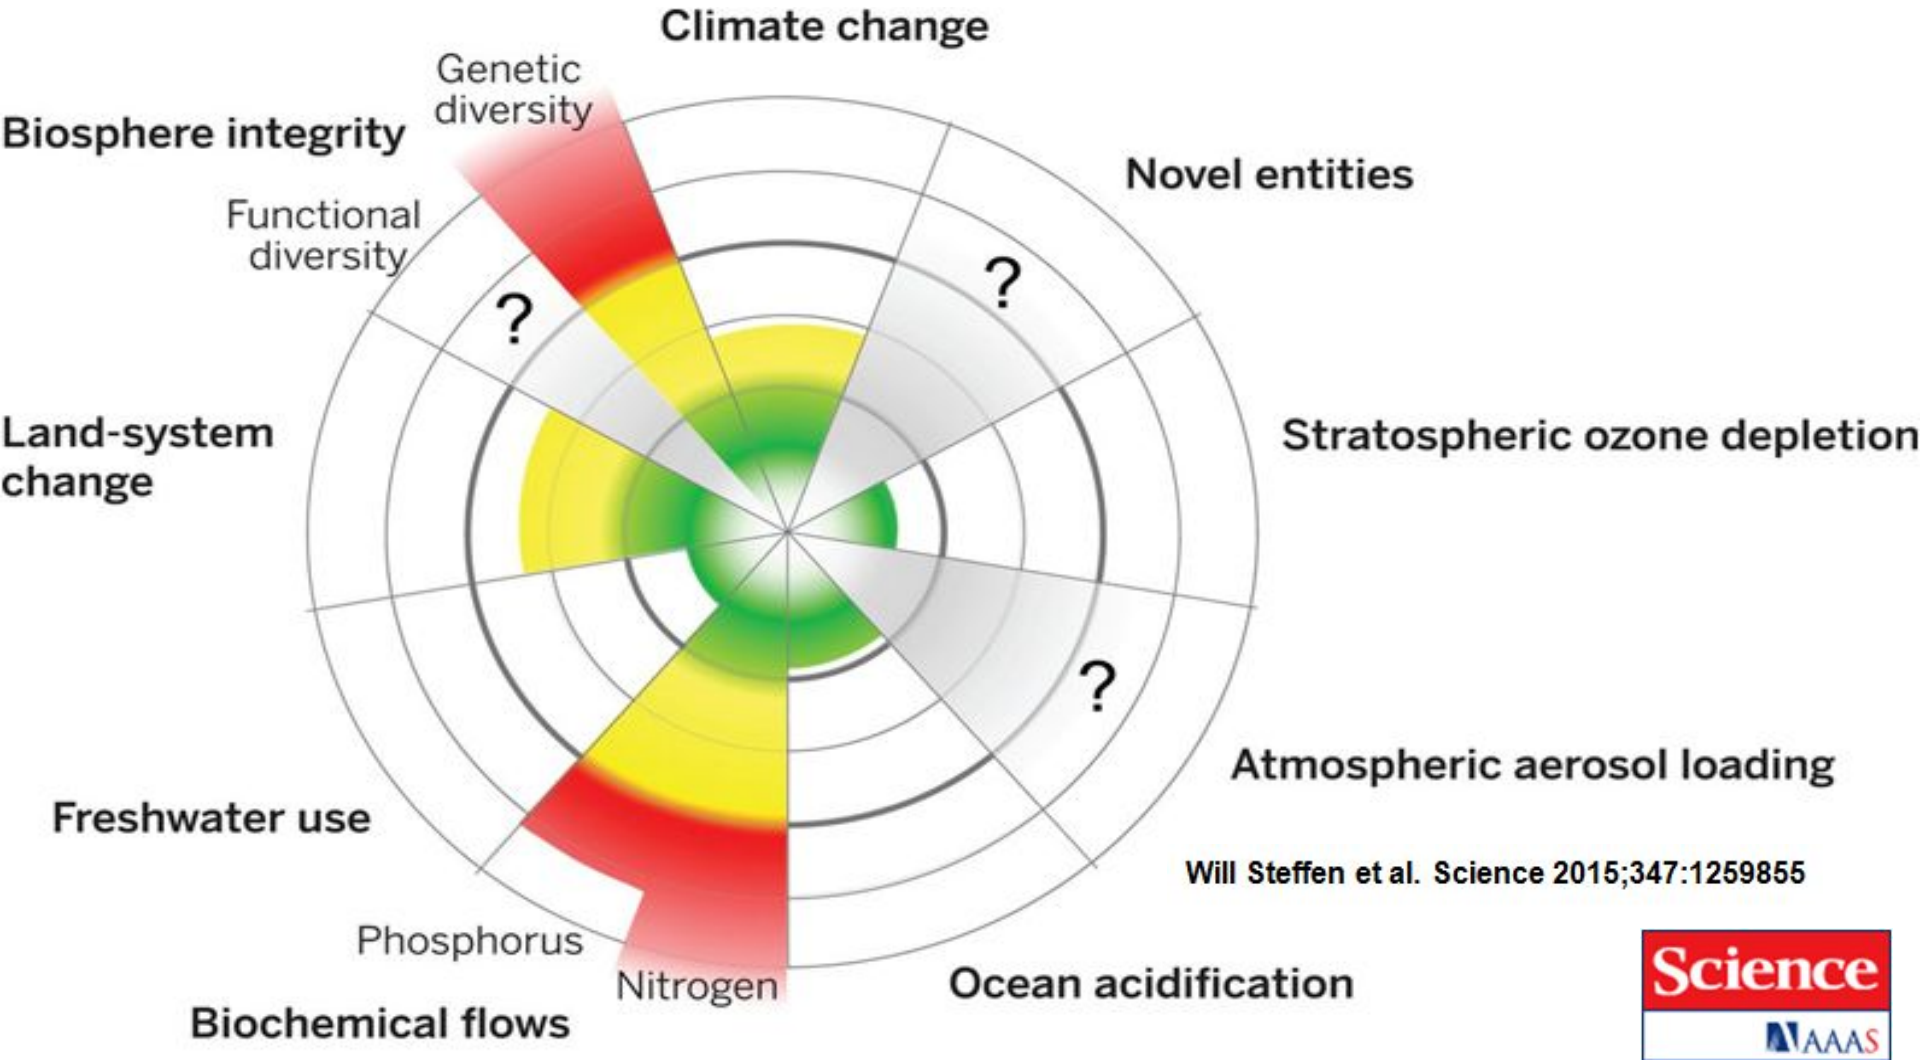 Climate change
Genetic
diversity
Biosphere integrity
Novel entities
Functional
diversity
?
?
Land-system
change
Stratospheric ozone depletion
?
Atmospheric aerosol loading
Freshwater use
Will Steffen et al. Science 2015;347:1259855
Phosphorus
Nitrogen
Ocean acidification
Biochemical flows
Science
AAAS